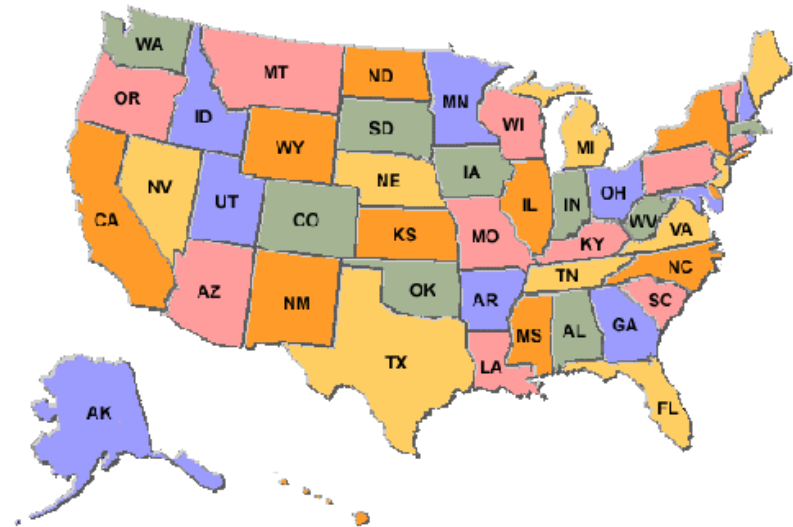 WA
MT
ND
MN
OR
ID
SD
WI
WY
MI
NV
NE
IA
UT
CO
IL
IN
OH
WV
CA
KS
MO
KY
VA
AZ
NM
OK
AR
TN
NC
SC
TX
MS
AL
GA
LA
AK
FL